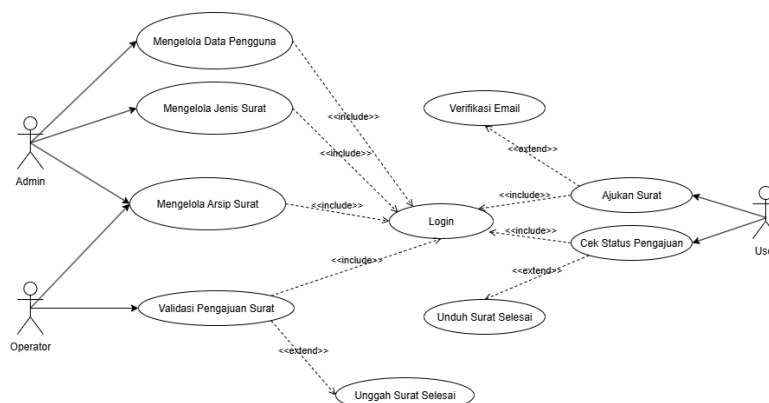 Mengelola Data Pengguna
Mengelola Jenis Surat
<<include>>
Verifikasi Email
<<include>>
<<extend>>
Admin
Mengelola Arsip Surat
<<include>>
<<include>>
Ajukan Surat
Login
<<include>>
Cek Status Pengajuan
Use
<<include>>
<<extend>>
Validasi Pengajuan Surat
Unduh Surat Selesai
Operator
<<extend>>
Unggah Surat Selesai